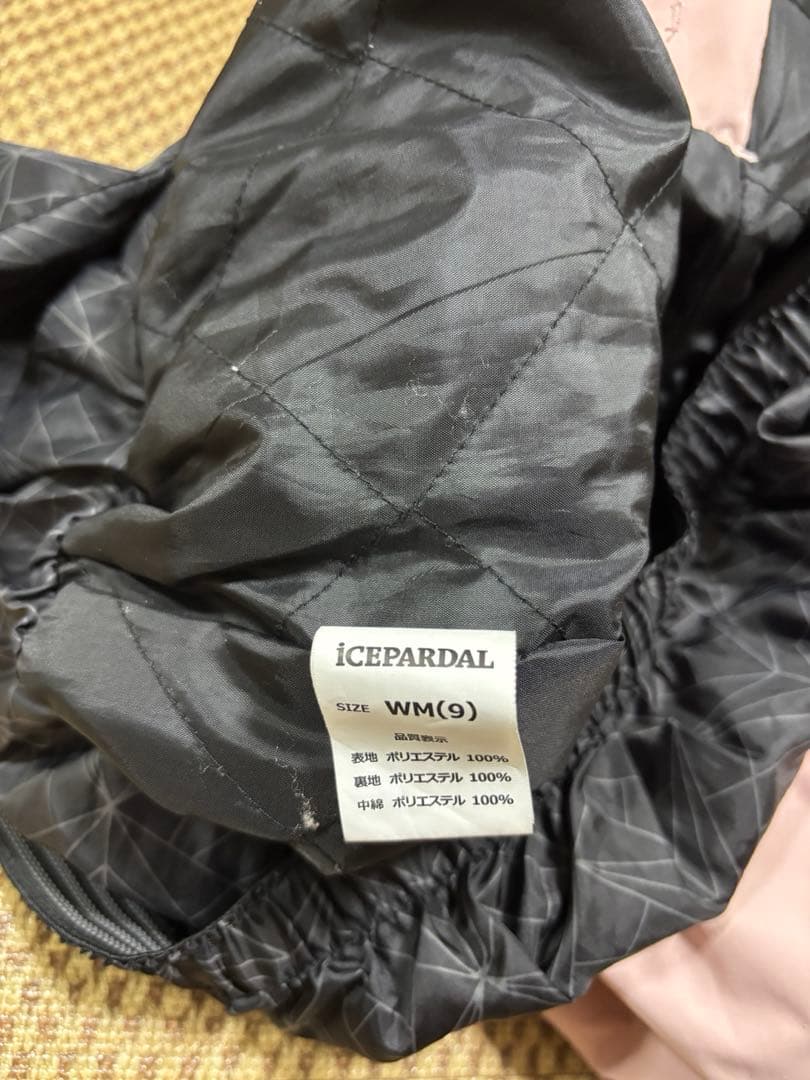 iCEPARDAL
SIZE WM(9)
品質表示
表地 ポリエステル 100%
裏地 ポリエステル 100%
中綿 ポリエステル 100%